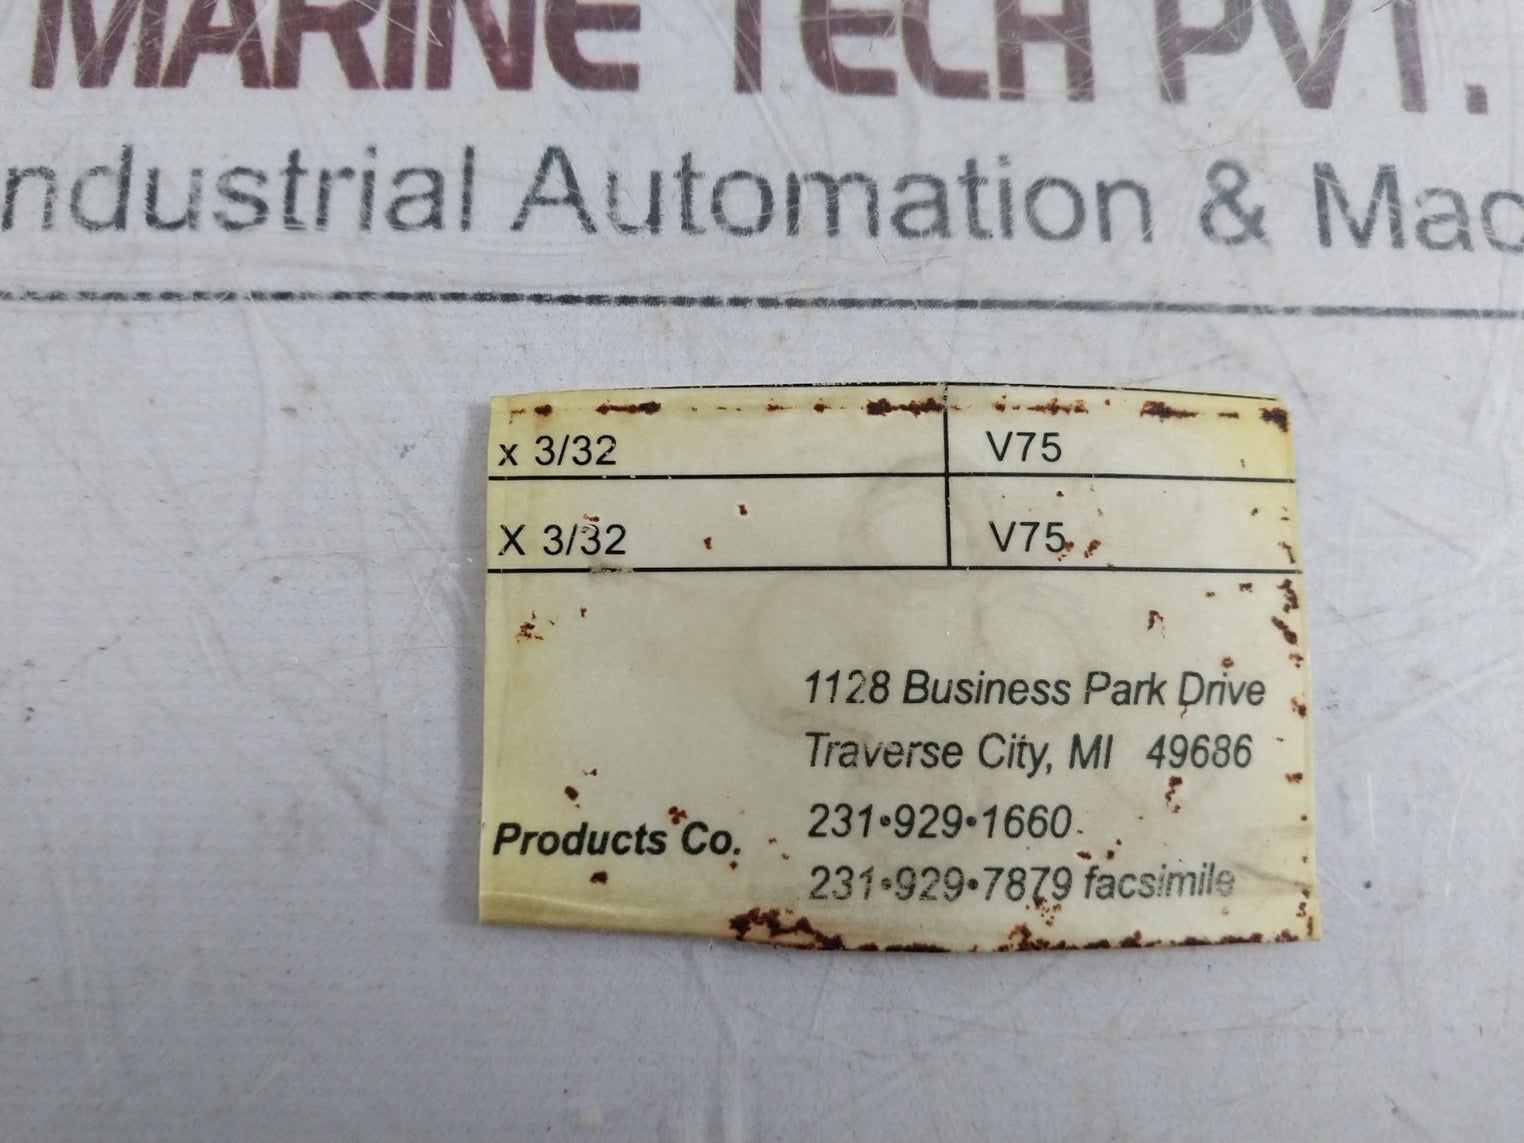 MARINE TECH PVT.
ndustrial Automation & Mac
x 3/32 V75
X 3/32 V75
1128 Business Park Drive
Traverse City, MI 49686
231•929•1660
Products Co.
231•929•7879 facsimile